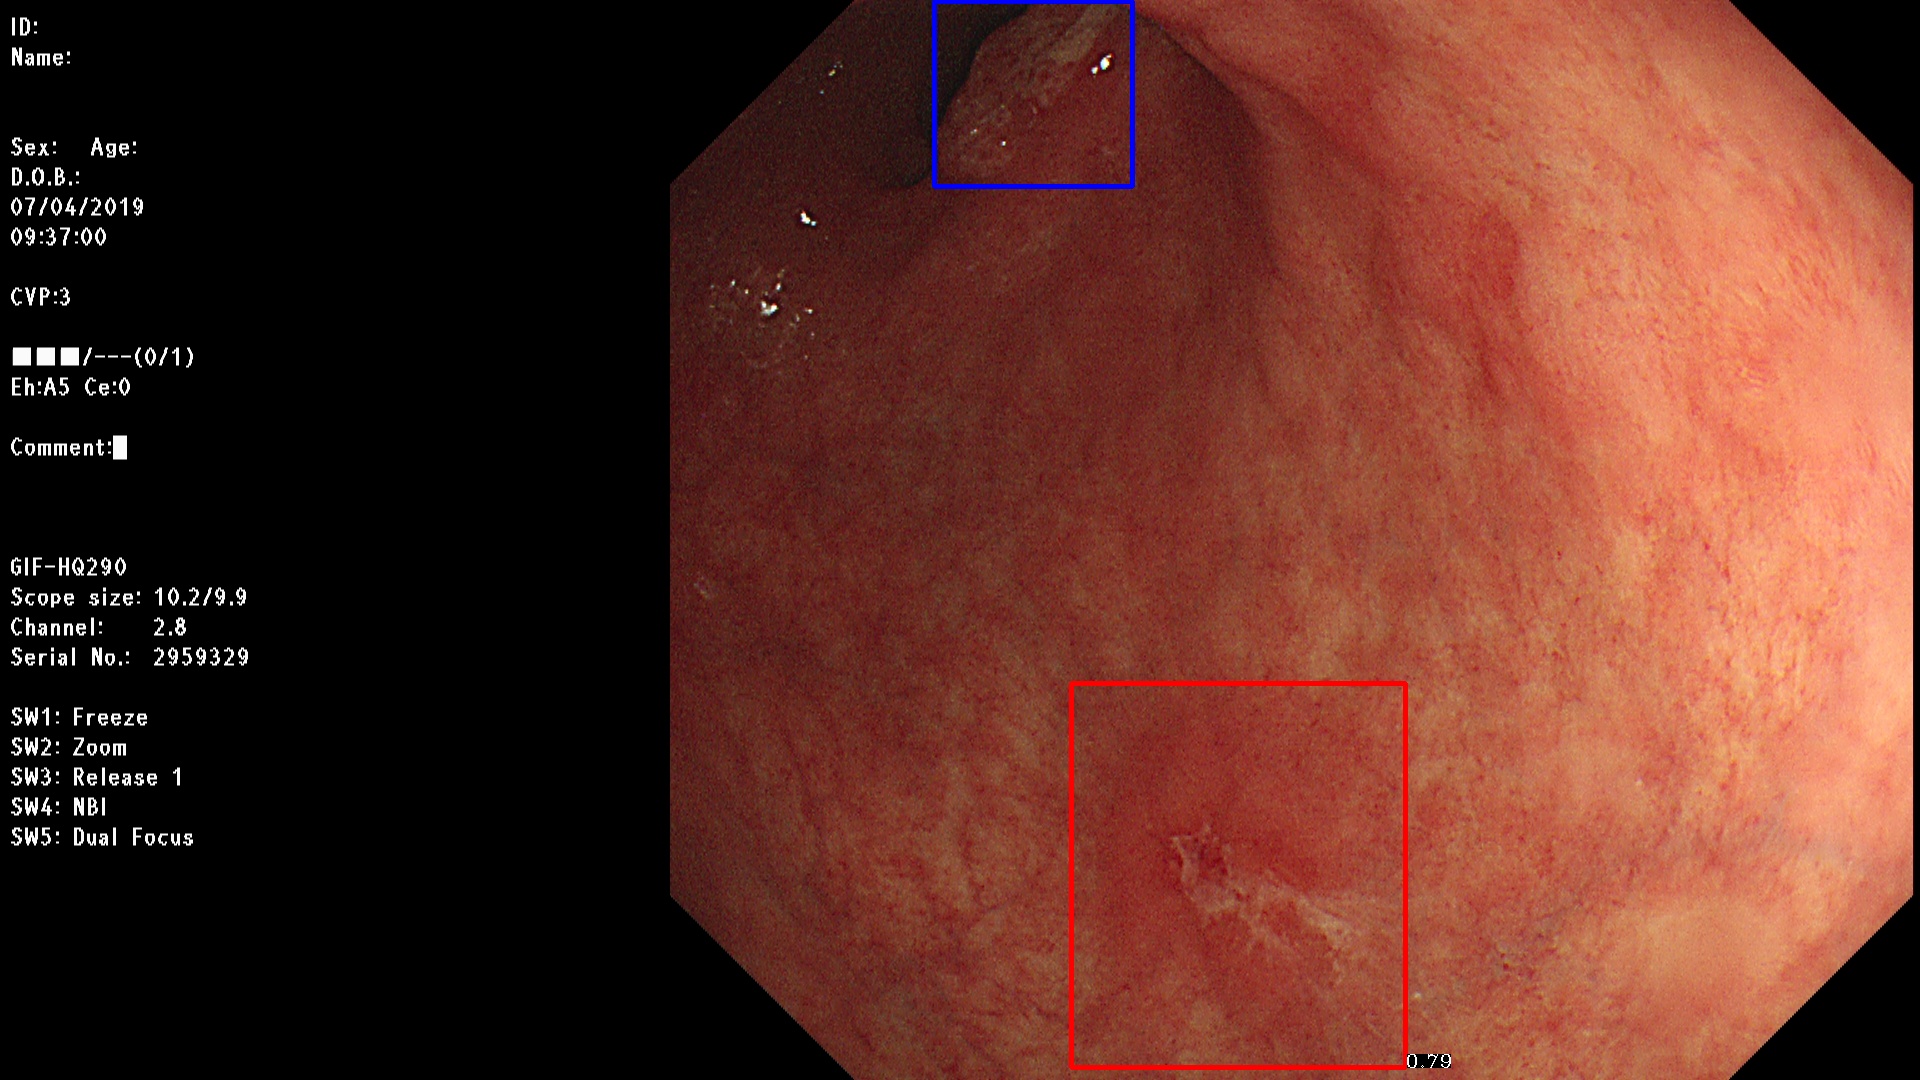 ID:
Name:
Sex: Age:
D.O.B.:
07/04/2019
09:37:00
CVP:3
■■■/---(0/1)
Eh:A5 Ce:0
Comment:
GIF-HQ290
Scope size: 10.2/9.9
Channel: 2.8
Serial No.: 2959329
SW1: Freeze
SW2: Zoom
SW3: Release 1
SW4: NBI
SW5: Dual Focus
0.79